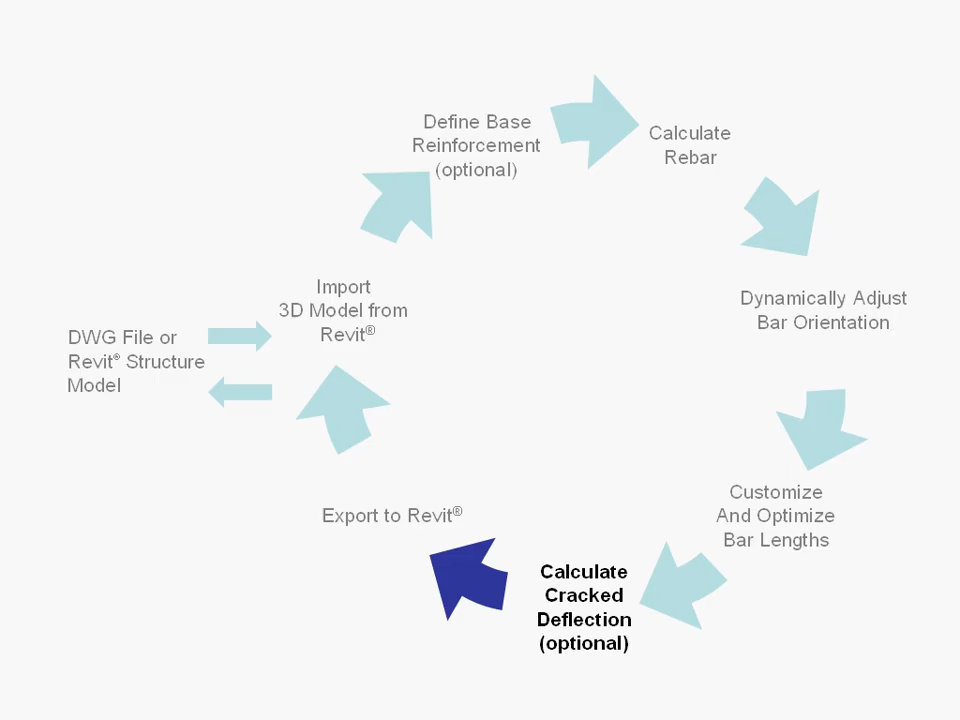 Define Base
Reinforcement
(optional)
Calculate
Rebar
Dynamically Adjust
Bar Orientation
Customize
And Optimize
Bar Lengths
Calculate
Cracked
Deflection
(optional)
Export to Revit®
Import
3D Model from
Revit®
DWG File or
Revit® Structure
Model